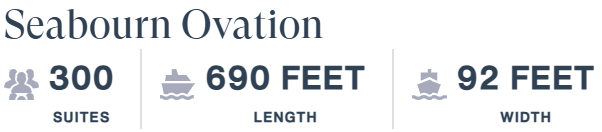 Seabourn Ovation
300 690 FEET 92 FEET
SUITES LENGTH WIDTH